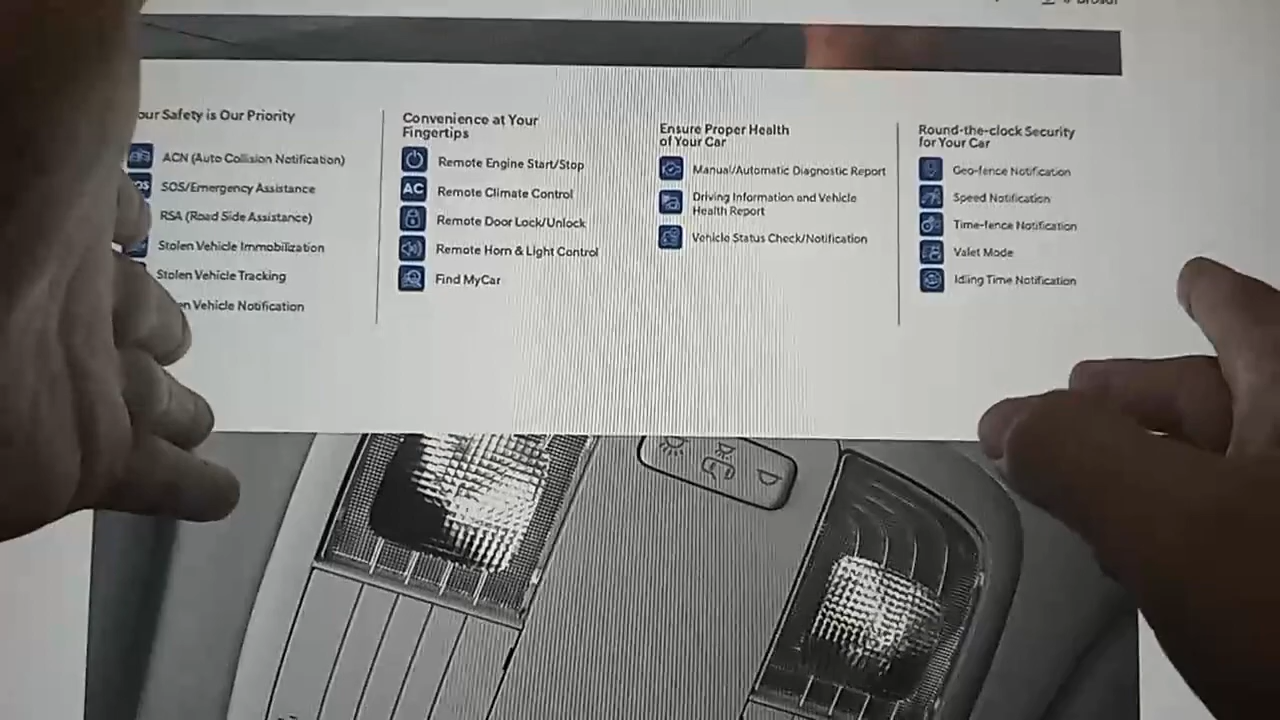 our Safety is Our Priority
ACN (Auto Collision Notification)
SOS/Emergency Assistance
RSA (Road Side Assistance)
Stolen Vehicle Immobilization
Stolen Vehicle Tracking
en Vehicle Notification
Convenience at Your
Fingertips
Remote Engine Start/Stop
AC Remote Climate Control
Remote Door Lock/Unlock
Remote Horn & Light Control
Find MyCar
Ensure Proper Health
of Your Car
Manual/Automatic Diagnostic Report
Driving Information and Vehicle
Health Report
Vehicle Status Check/Notification
Round-the-clock Security
for Your Car
Geo-fence Notification
Speed Notification
Time-fence Notification
Valet Mode
Idling Time Notification